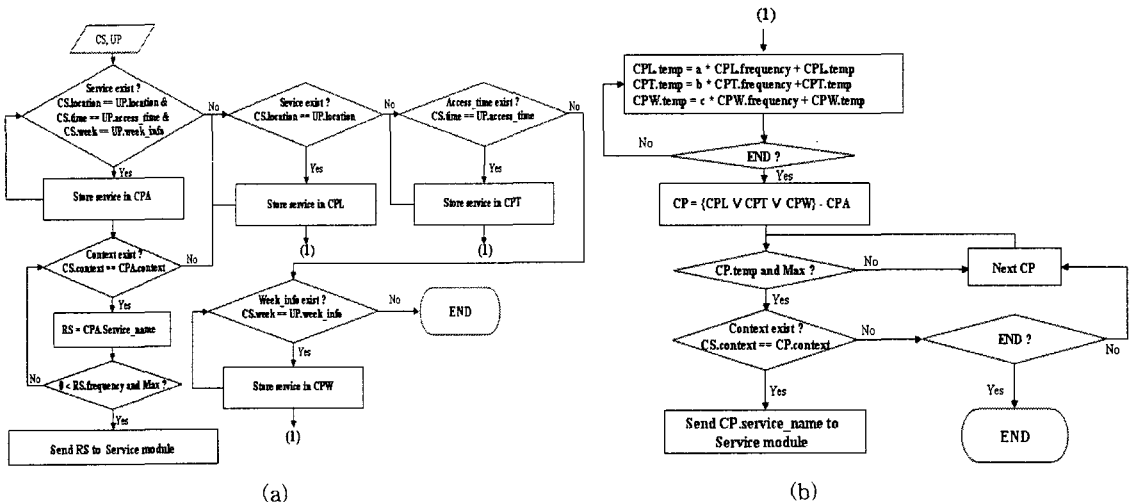 CS, UP
Service exist ?
CS.location == UP.location &
CS.time == UP.access_time &
CS.week == UP.week_info
No
Yes
Store service in CPA
Context exist ?
CS.context == CPA.context
No
Yes
RS = CPA.Service_name
0 < RS.frequency and Max ?
No
Yes
Send RS to Service module
Sevice exist ?
CS.location == UP.location
No
Yes
Store service in CPL
(1)
Access_time exist ?
CS.time == UP.access_time
No
Yes
Store service in CPT
(1)
Week_info exist ?
CS.week == UP.week_info
No
END
Yes
Store service in CPW
(1)
(a)
(1)
CPL.temp = a * CPL.frequency + CPL.temp
CPT.temp = b * CPT.frequency +CPT.temp
CPW.temp = c * CPW.frequency + CPW.temp
No
END ?
Yes
CP = {CPL V CPT V CPW} - CPA
CP.temp and Max ?
No
Next CP
Yes
Context exist ?
CS.context == CP.context
No
END ?
No
Yes
Yes
Send CP.service_name to
Service module
END
(b)